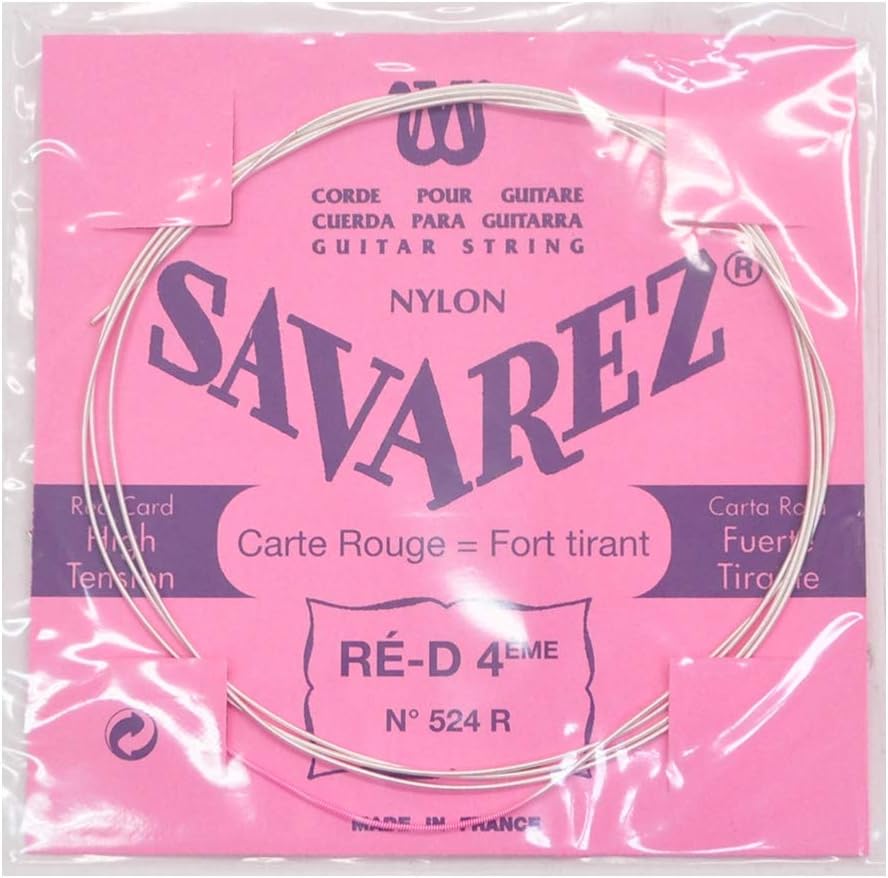 CORDE POUR GUITARE
CUERDA PARA GUITARRA
GUITAR STRING
NYLON
SAVAREZ®
Red Card
High
Tension
Carte Rouge = Fort tirant
Carta Roja
Fuerte
Tirante
RÉ-D 4ÈME
N° 524 R
MADE IN FRANCE